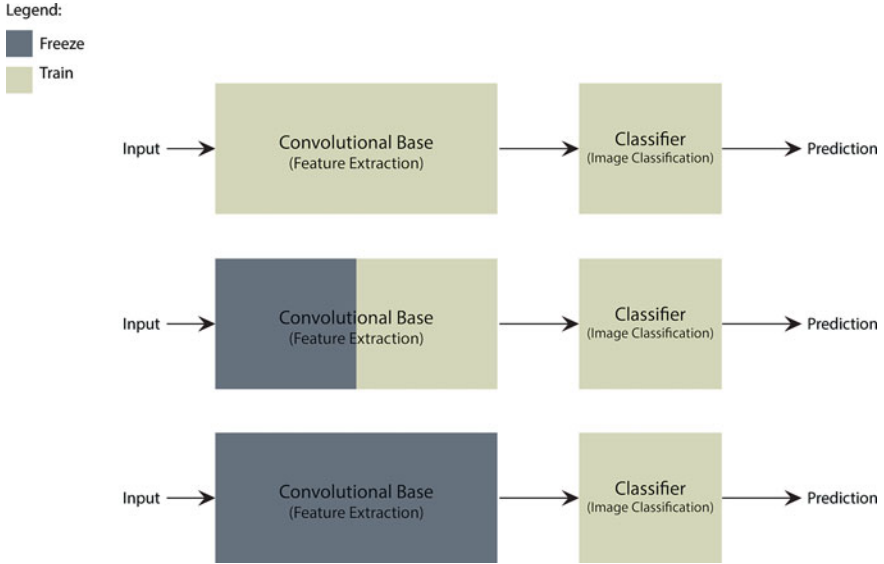 Legend:
Freeze
Train
Input
Convolutional Base
(Feature Extraction)
Classifier
(Image Classification)
Prediction
Input
Convolutional Base
(Feature Extraction)
Classifier
(Image Classification)
Prediction
Input
Convolutional Base
(Feature Extraction)
Classifier
(Image Classification)
Prediction